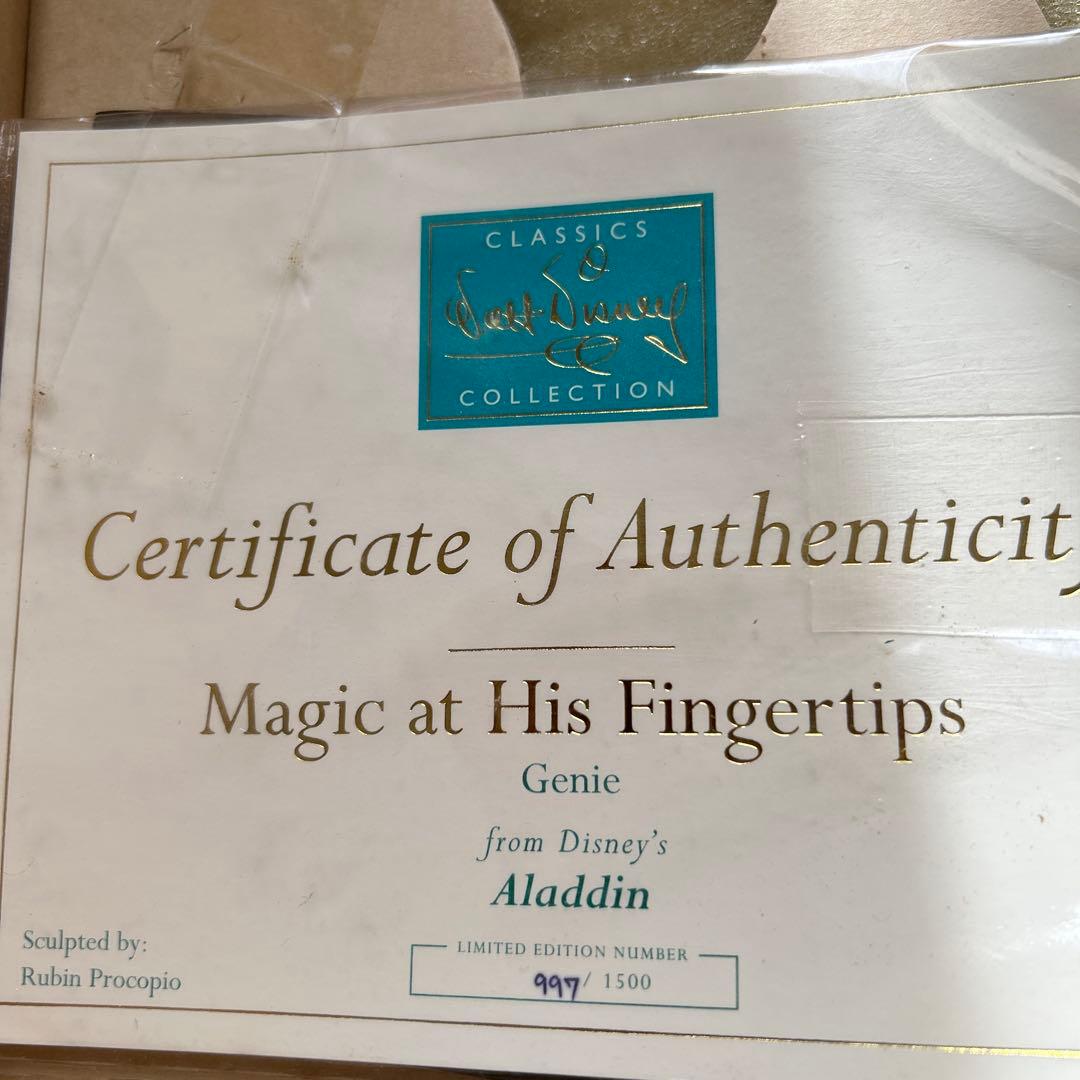 CLASSICS
Walt Disney
COLLECTION
Certificate of Authenticity
Magic at His Fingertips
Genie
from Disney's
Aladdin
Sculpted by:
Rubin Procopio
LIMITED EDITION NUMBER
997/ 1500